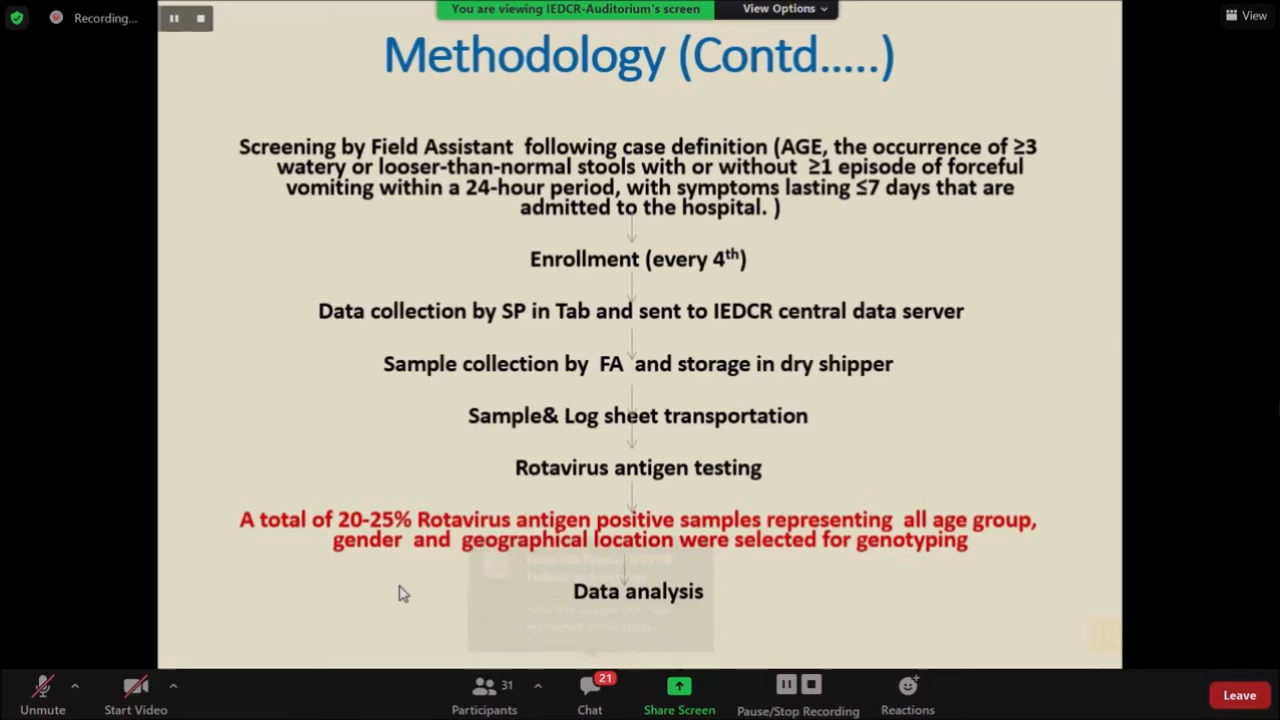 Recording...
You are viewing IEDCR-Auditorium's screen
View Options
View
Methodology (Contd.....)
Screening by Field Assistant following case definition (AGE, the occurrence of ≥3
watery or looser-than-normal stools with or without ≥1 episode of forceful
vomiting within a 24-hour period, with symptoms lasting ≤7 days that are
admitted to the hospital. )
Enrollment (every 4th)
Data collection by SP in Tab and sent to IEDCR central data server
Sample collection by FA and storage in dry shipper
Sample& Log sheet transportation
Rotavirus antigen testing
A total of 20-25% Rotavirus antigen positive samples representing all age group,
gender and geographical location were selected for genotyping
Data analysis
Unmute
Start Video
31
Participants
21
Chat
Share Screen
Pause/Stop Recording
Reactions
Leave